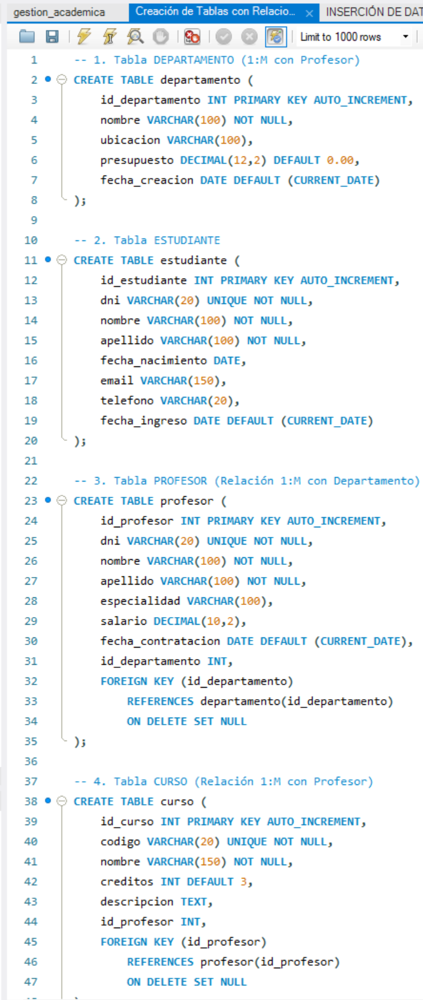 gestion_academica Creación de Tablas con Relacio... × INSERCIÓN DE DAT
Limit to 1000 rows
1 -- 1. Tabla DEPARTAMENTO (1:M con Profesor)
2 CREATE TABLE departamento (
3 id_departamento INT PRIMARY KEY AUTO_INCREMENT,
4 nombre VARCHAR(100) NOT NULL,
5 ubicacion VARCHAR(100),
6 presupuesto DECIMAL(12,2) DEFAULT 0.00,
7 fecha_creacion DATE DEFAULT (CURRENT_DATE)
8 );
9
10 -- 2. Tabla ESTUDIANTE
11 CREATE TABLE estudiante (
12 id_estudiante INT PRIMARY KEY AUTO_INCREMENT,
13 dni VARCHAR(20) UNIQUE NOT NULL,
14 nombre VARCHAR(100) NOT NULL,
15 apellido VARCHAR(100) NOT NULL,
16 fecha_nacimiento DATE,
17 email VARCHAR(150),
18 telefono VARCHAR(20),
19 fecha_ingreso DATE DEFAULT (CURRENT_DATE)
20 );
21
22 -- 3. Tabla PROFESOR (Relación 1:M con Departamento)
23 CREATE TABLE profesor (
24 id_profesor INT PRIMARY KEY AUTO_INCREMENT,
25 dni VARCHAR(20) UNIQUE NOT NULL,
26 nombre VARCHAR(100) NOT NULL,
27 apellido VARCHAR(100) NOT NULL,
28 especialidad VARCHAR(100),
29 salario DECIMAL(10,2),
30 fecha_contratacion DATE DEFAULT (CURRENT_DATE),
31 id_departamento INT,
32 FOREIGN KEY (id_departamento)
33 REFERENCES departamento(id_departamento)
34 ON DELETE SET NULL
35 );
36
37 -- 4. Tabla CURSO (Relación 1:M con Profesor)
38 CREATE TABLE curso (
39 id_curso INT PRIMARY KEY AUTO_INCREMENT,
40 codigo VARCHAR(20) UNIQUE NOT NULL,
41 nombre VARCHAR(150) NOT NULL,
42 creditos INT DEFAULT 3,
43 descripcion TEXT,
44 id_profesor INT,
45 FOREIGN KEY (id_profesor)
46 REFERENCES profesor(id_profesor)
47 ON DELETE SET NULL